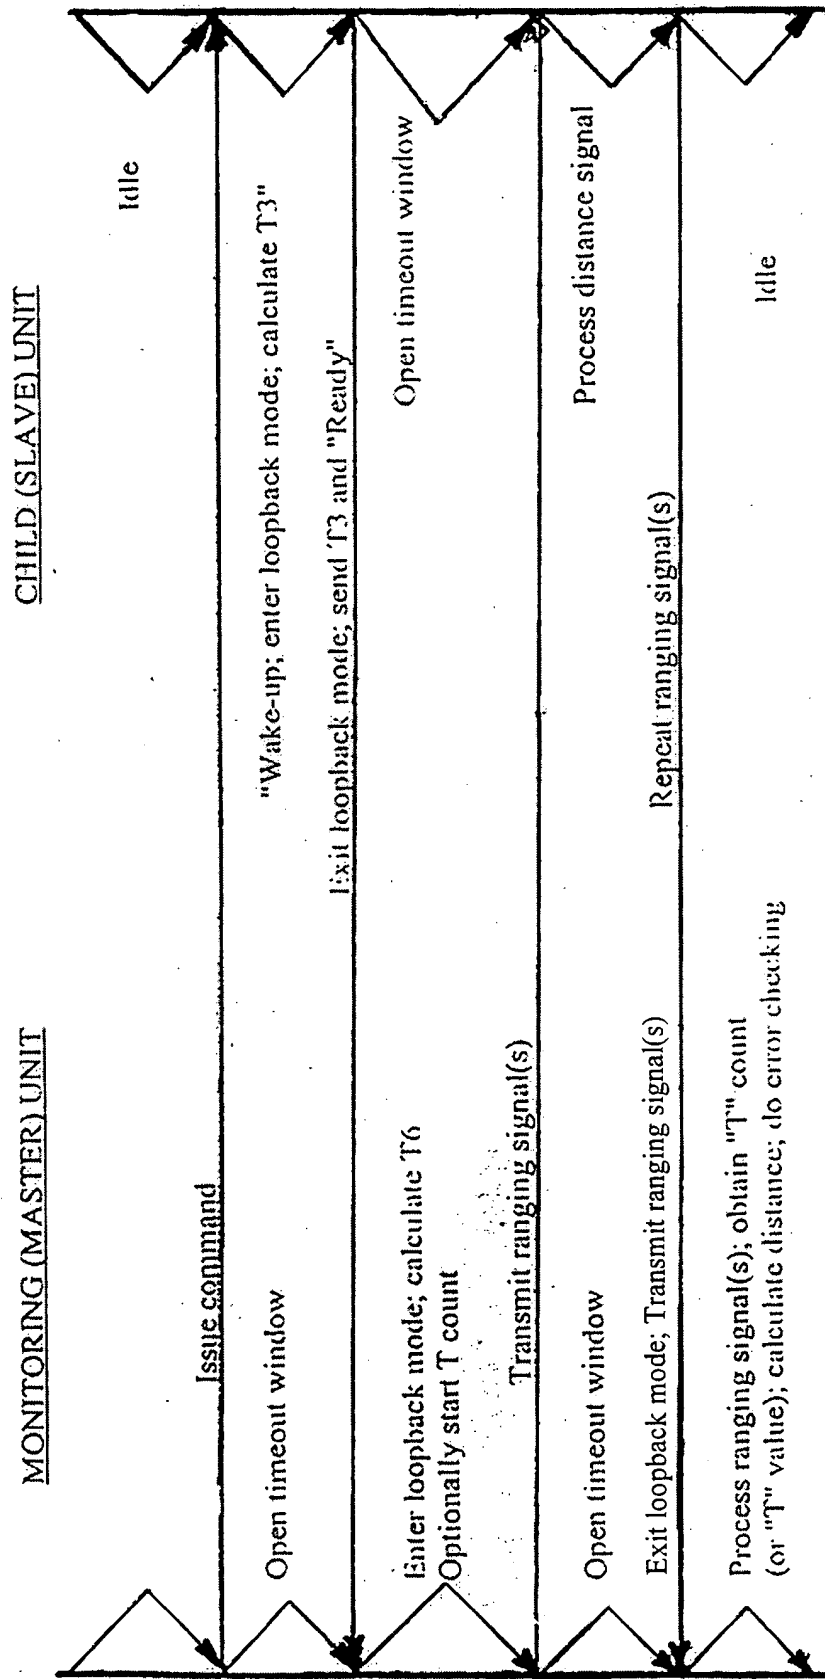 MONITORING (MASTER) UNIT
CHILD (SLAVE) UNIT
Idle
Issue command
Open timeout window
"Wake-up; enter loopback mode; calculate T3"
Exit loopback mode; send T3 and "Ready"
Enter loopback mode; calculate T6
Optionally start T count
Open timeout window
Transmit ranging signal(s)
Open timeout window
Process distance signal
Exit loopback mode; Transmit ranging signal(s)
Repeat ranging signal(s)
Process ranging signal(s); obtain "T" count
(or "T" value); calculate distance; do error checking
Idle